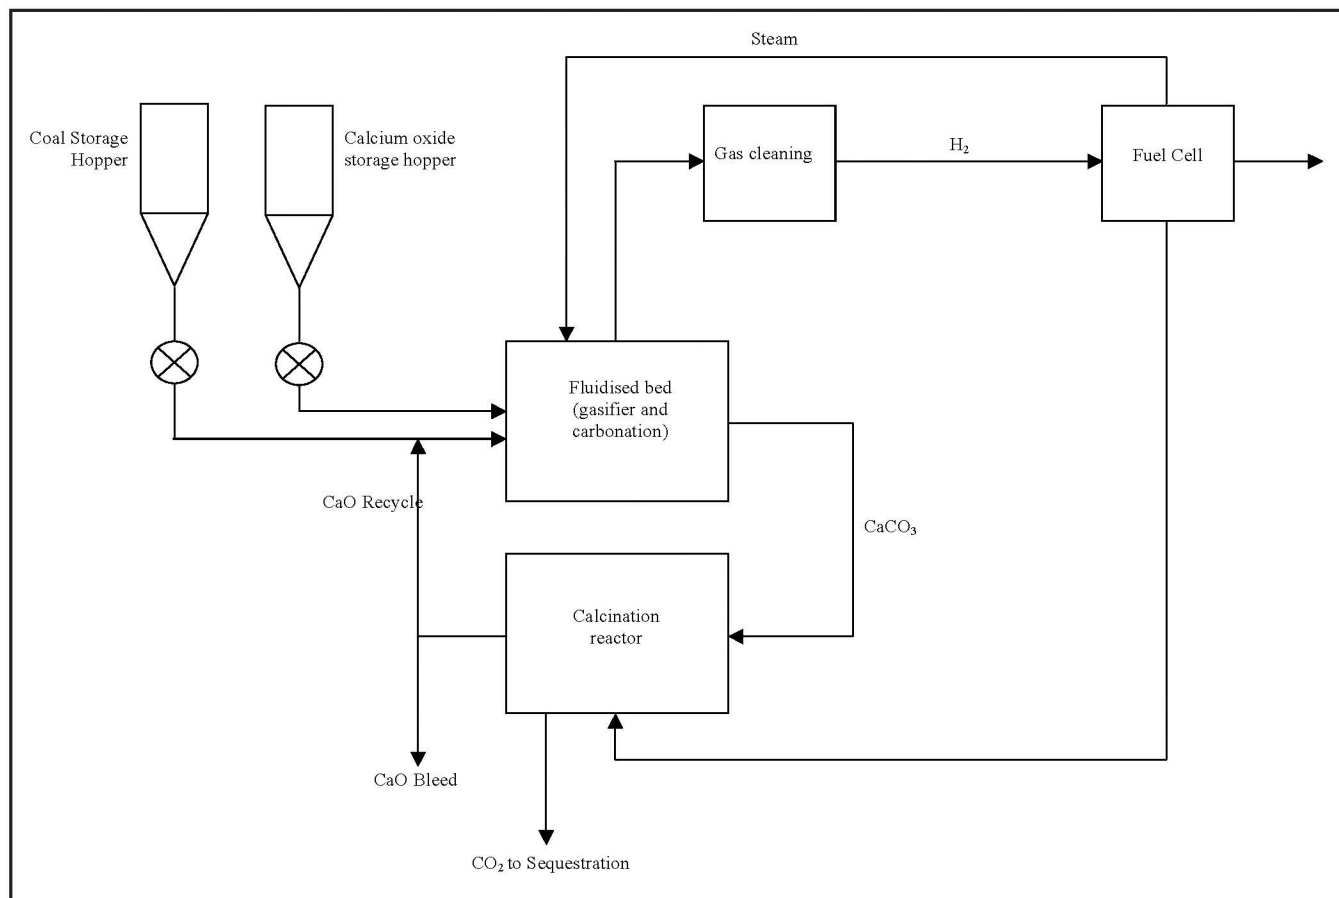 Steam
Coal Storage
Hopper
Calcium oxide
storage hopper
Gas cleaning
H₂
Fuel Cell
Fluidised bed
(gasifier and
carbonation)
CaO Recycle
CaCO₃
Calcination
reactor
CaO Bleed
CO₂ to Sequestration